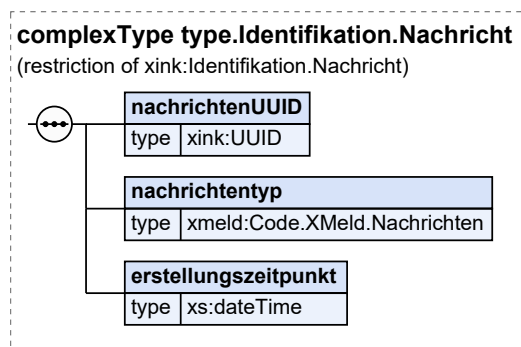 complexType type.Identifikation.Nachricht
(restriction of xink:Identifikation.Nachricht)
nachrichtenUUID
type xink:UUID
nachrichtentyp
type xmeld:Code.XMeld.Nachrichten
erstellungszeitpunkt
type xs:dateTime